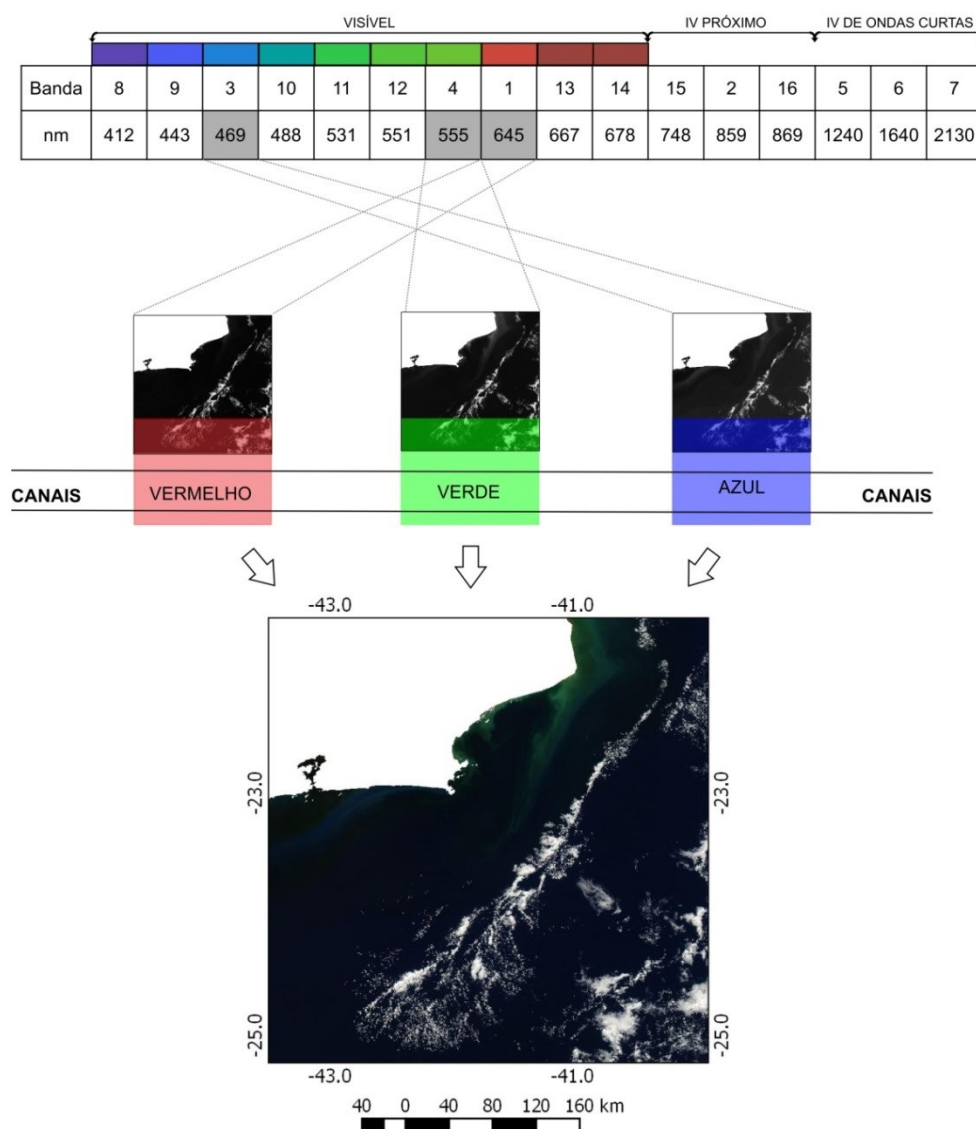 VISÍVEL IV PRÓXIMO IV DE ONDAS CURTAS
Banda 8 9 3 10 11 12 4 1 13 14 15 2 16 5 6 7
nm 412 443 469 488 531 551 555 645 667 678 748 859 869 1240 1640 2130
CANAIS VERMELHO VERDE AZUL CANAIS
-43.0 -41.0
-23.0 -23.0
-25.0 -25.0
-43.0 -41.0
40 0 40 80 120 160 km